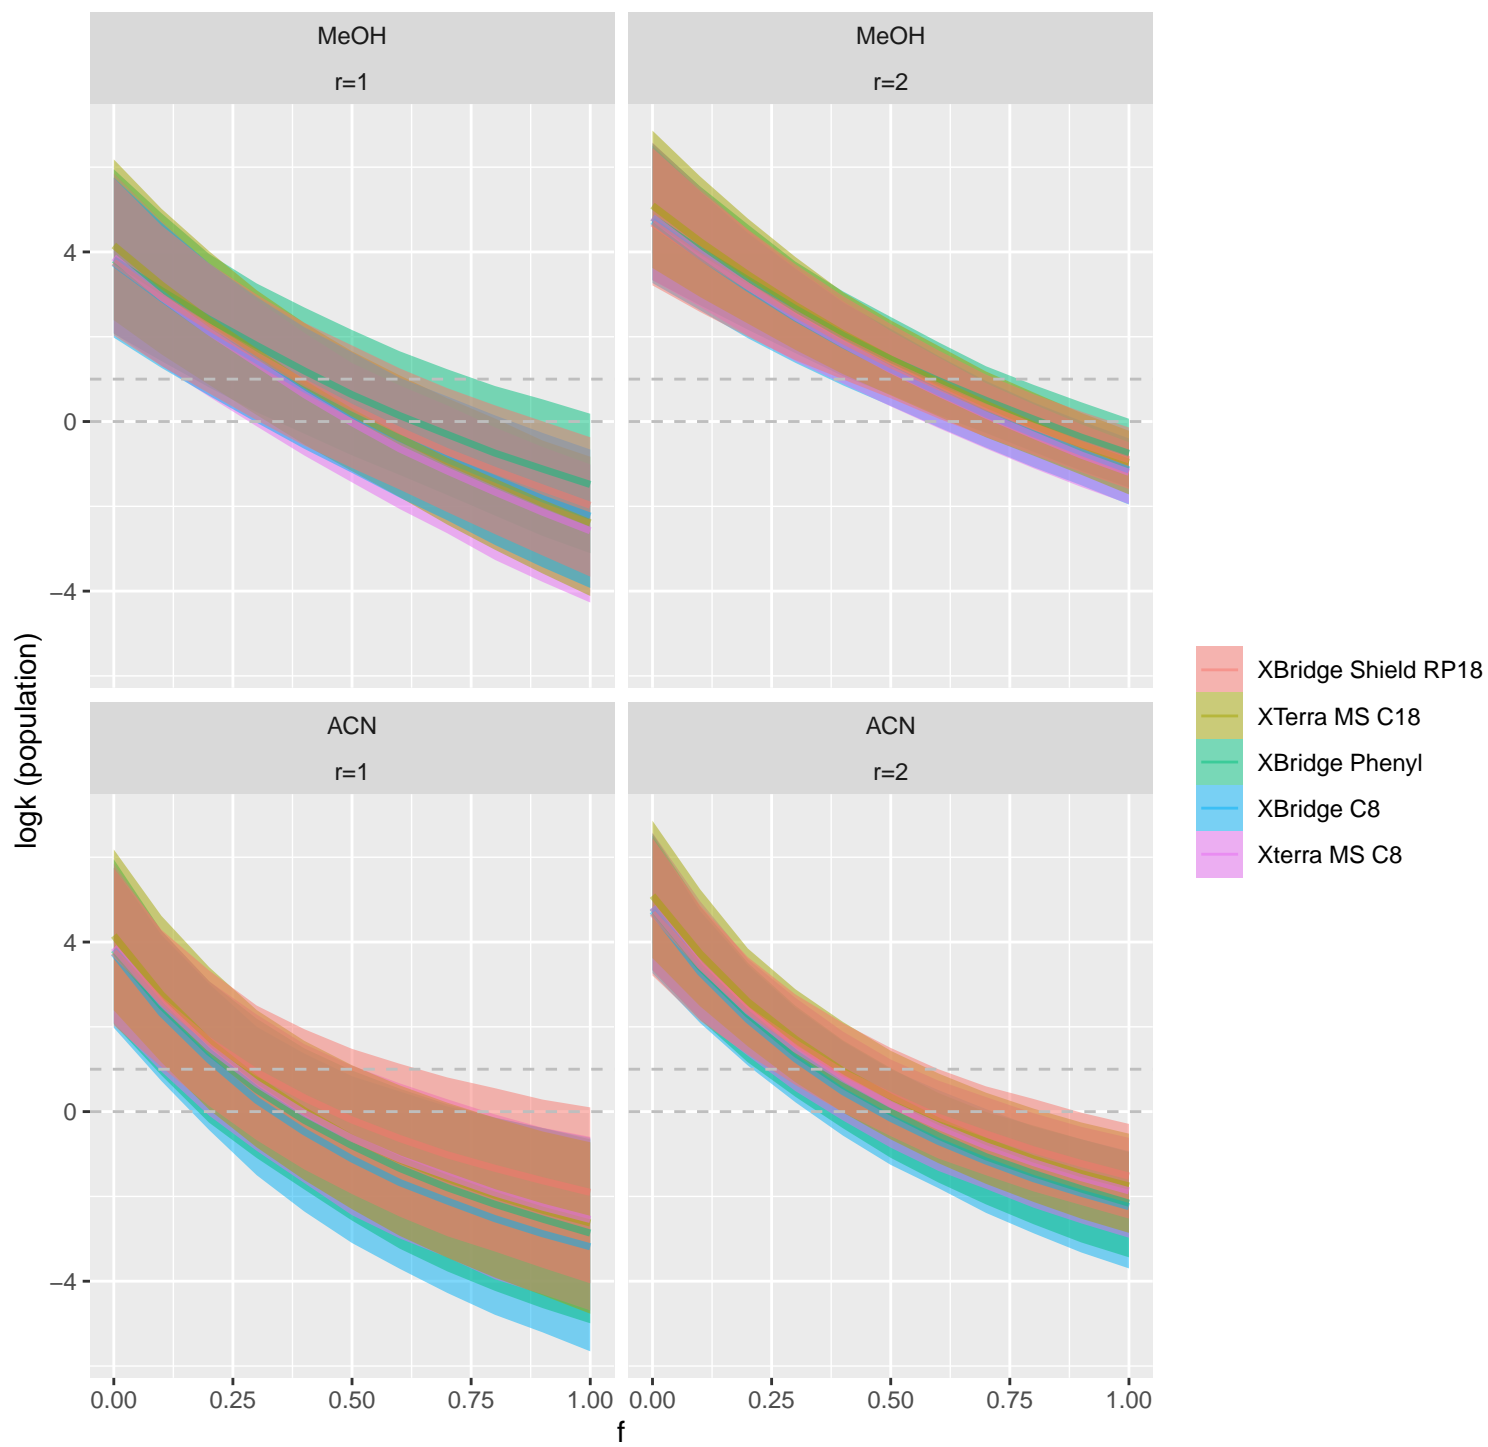 MeOH
r=1
MeOH
r=2
4
0
−4
ACN
r=1
ACN
r=2
4
0
−4
0.00 0.25 0.50 0.75 1.00
0.00 0.25 0.50 0.75 1.00
f
logk (population)
XBridge Shield RP18
XTerra MS C18
XBridge Phenyl
XBridge C8
Xterra MS C8